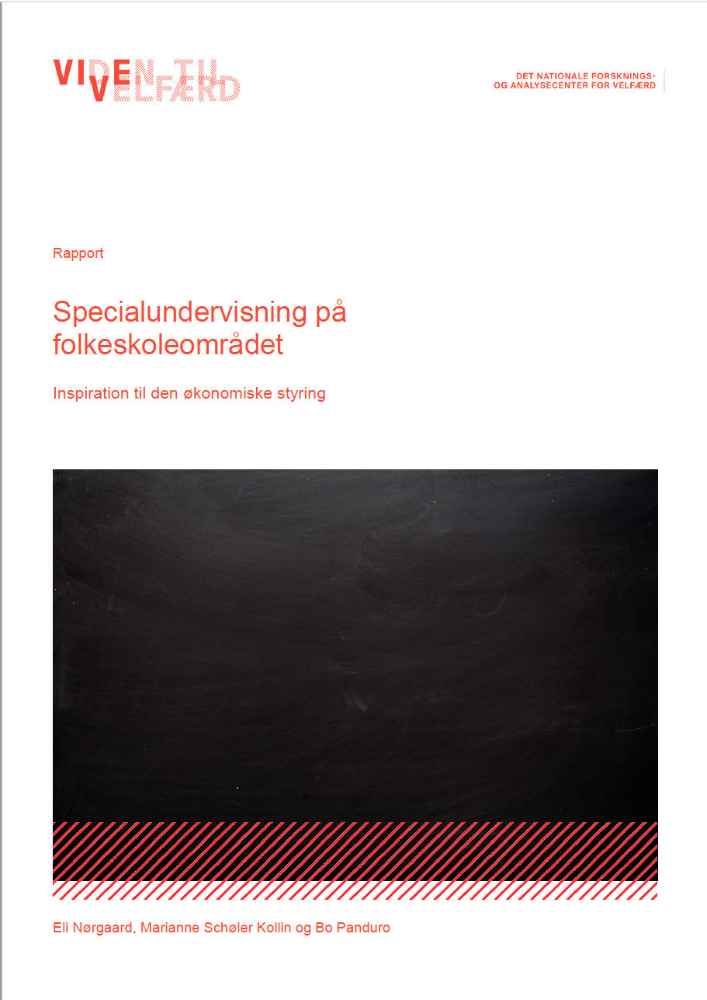 VIDEN TIL
VELFÆRD
DET NATIONALE FORSKNINGS-
OG ANALYSECENTER FOR VELFÆRD
Rapport
Specialundervisning på
folkeskoleområdet
Inspiration til den økonomiske styring
Eli Nørgaard, Marianne Schøler Kollin og Bo Panduro